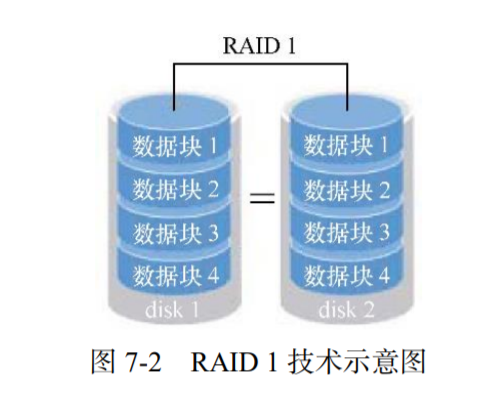 RAID 1
数据块 1 数据块 1
数据块 2 数据块 2
=
数据块 3 数据块 3
数据块 4 数据块 4
disk 1 disk 2
图 7-2 RAID 1 技术示意图